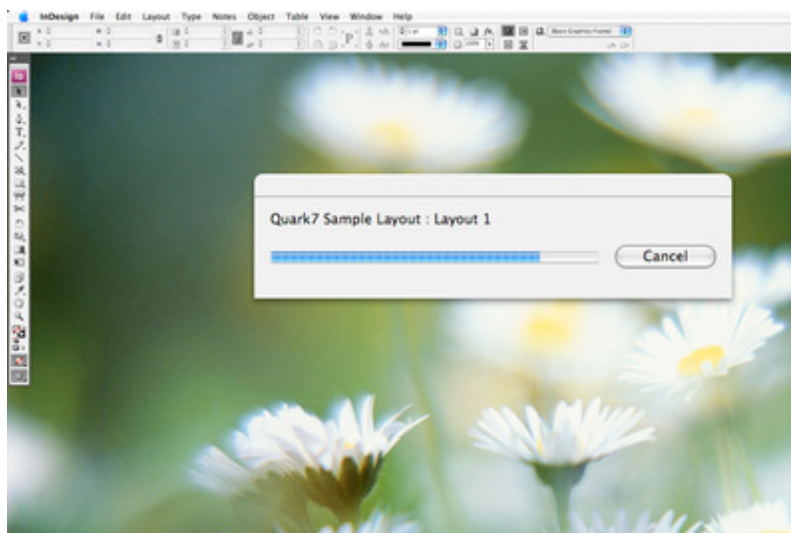 InDesign File Edit Layout Type Notes Object Table View Window Help
Quark7 Sample Layout : Layout 1
Cancel